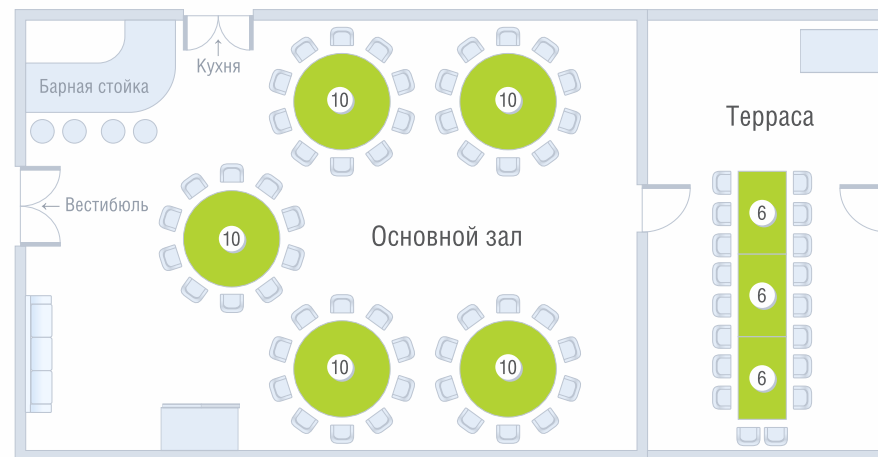 ↑
Кухня
Барная стойка
10
10
Терраса
← Вестибюль
10
Основной зал
6
6
10
10
6